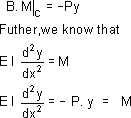 B. M|C = -Py
Futher,we know that
E I d²y/dx² = M
E I d²y/dx² = - P. y = M